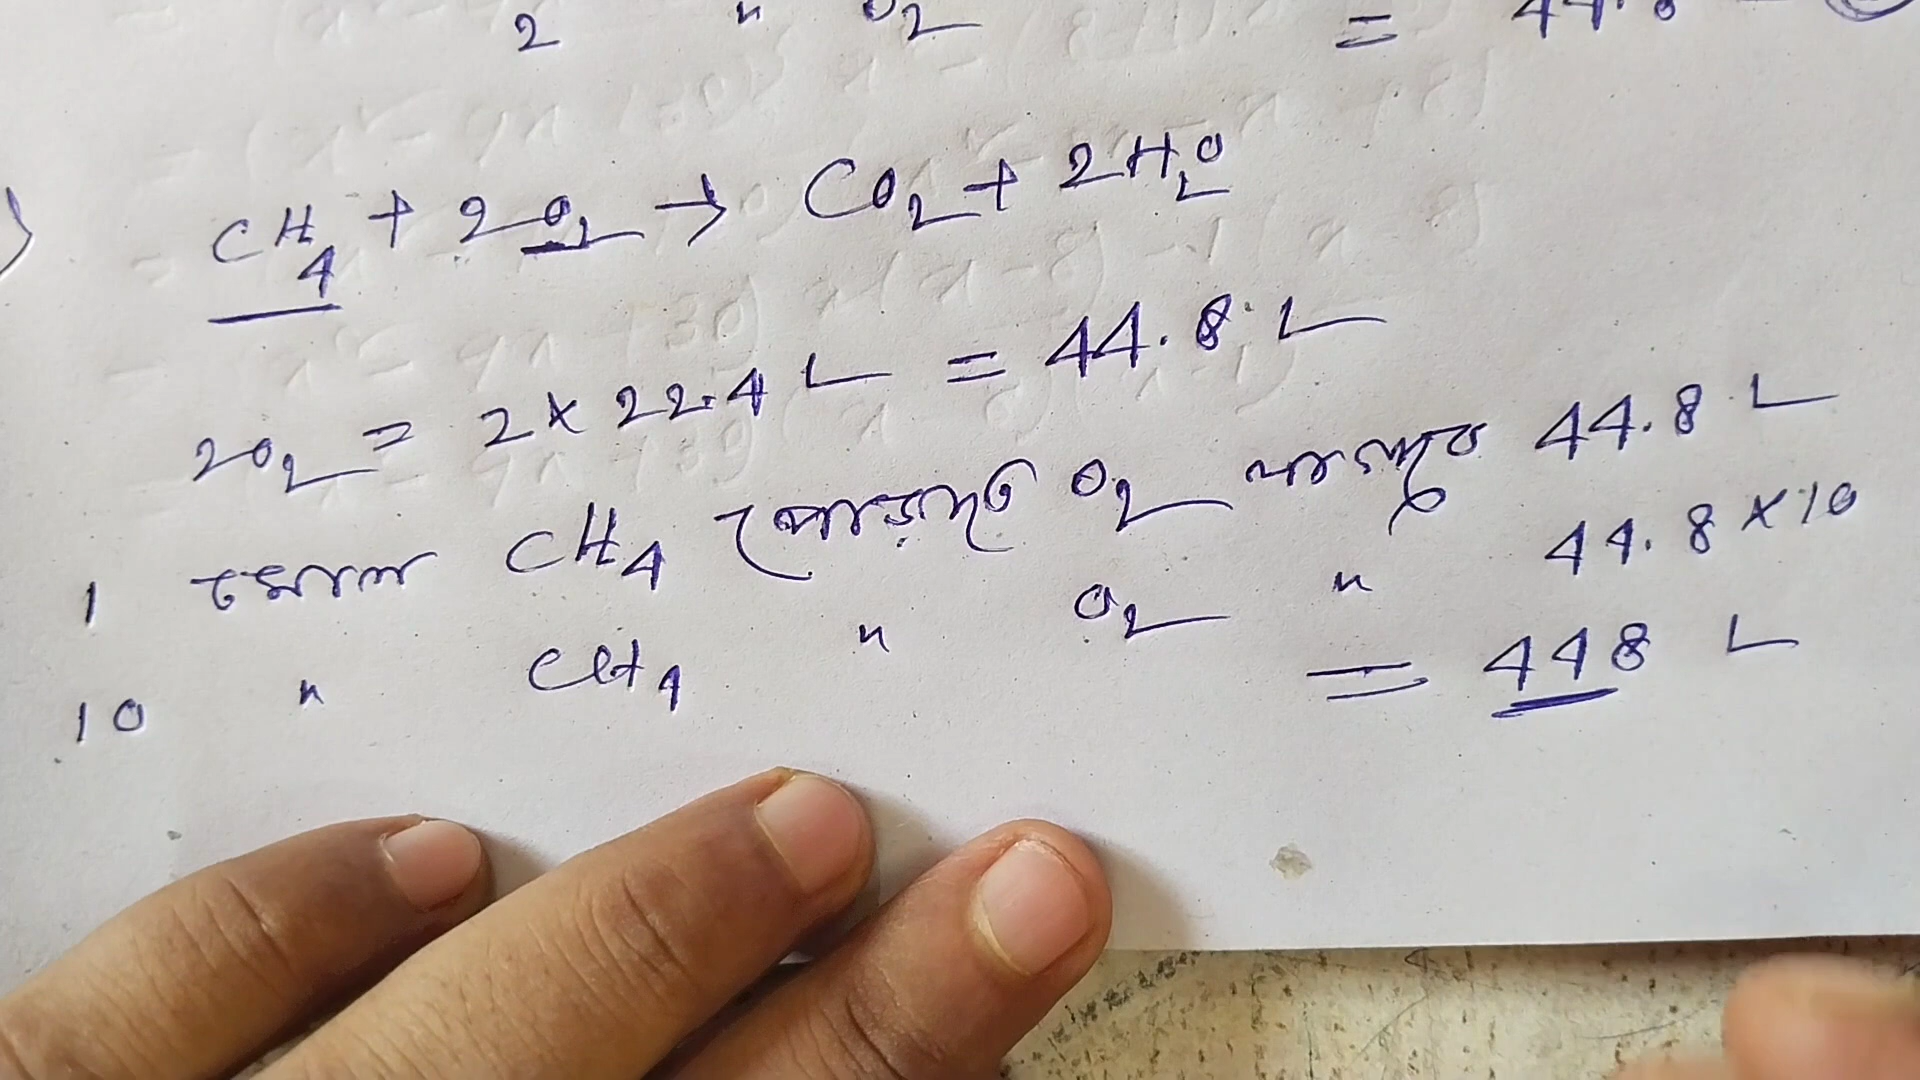 2 " O₂ = 44.8
CH₄ + 2O₂ → CO₂ + 2H₂O
2O₂ = 2 × 22.4 L = 44.8 L
1 মোল CH₄ পোড়াতে O₂ লাগবে 44.8 L
10 " CH₄ " O₂ " 44.8 × 10
= 448 L